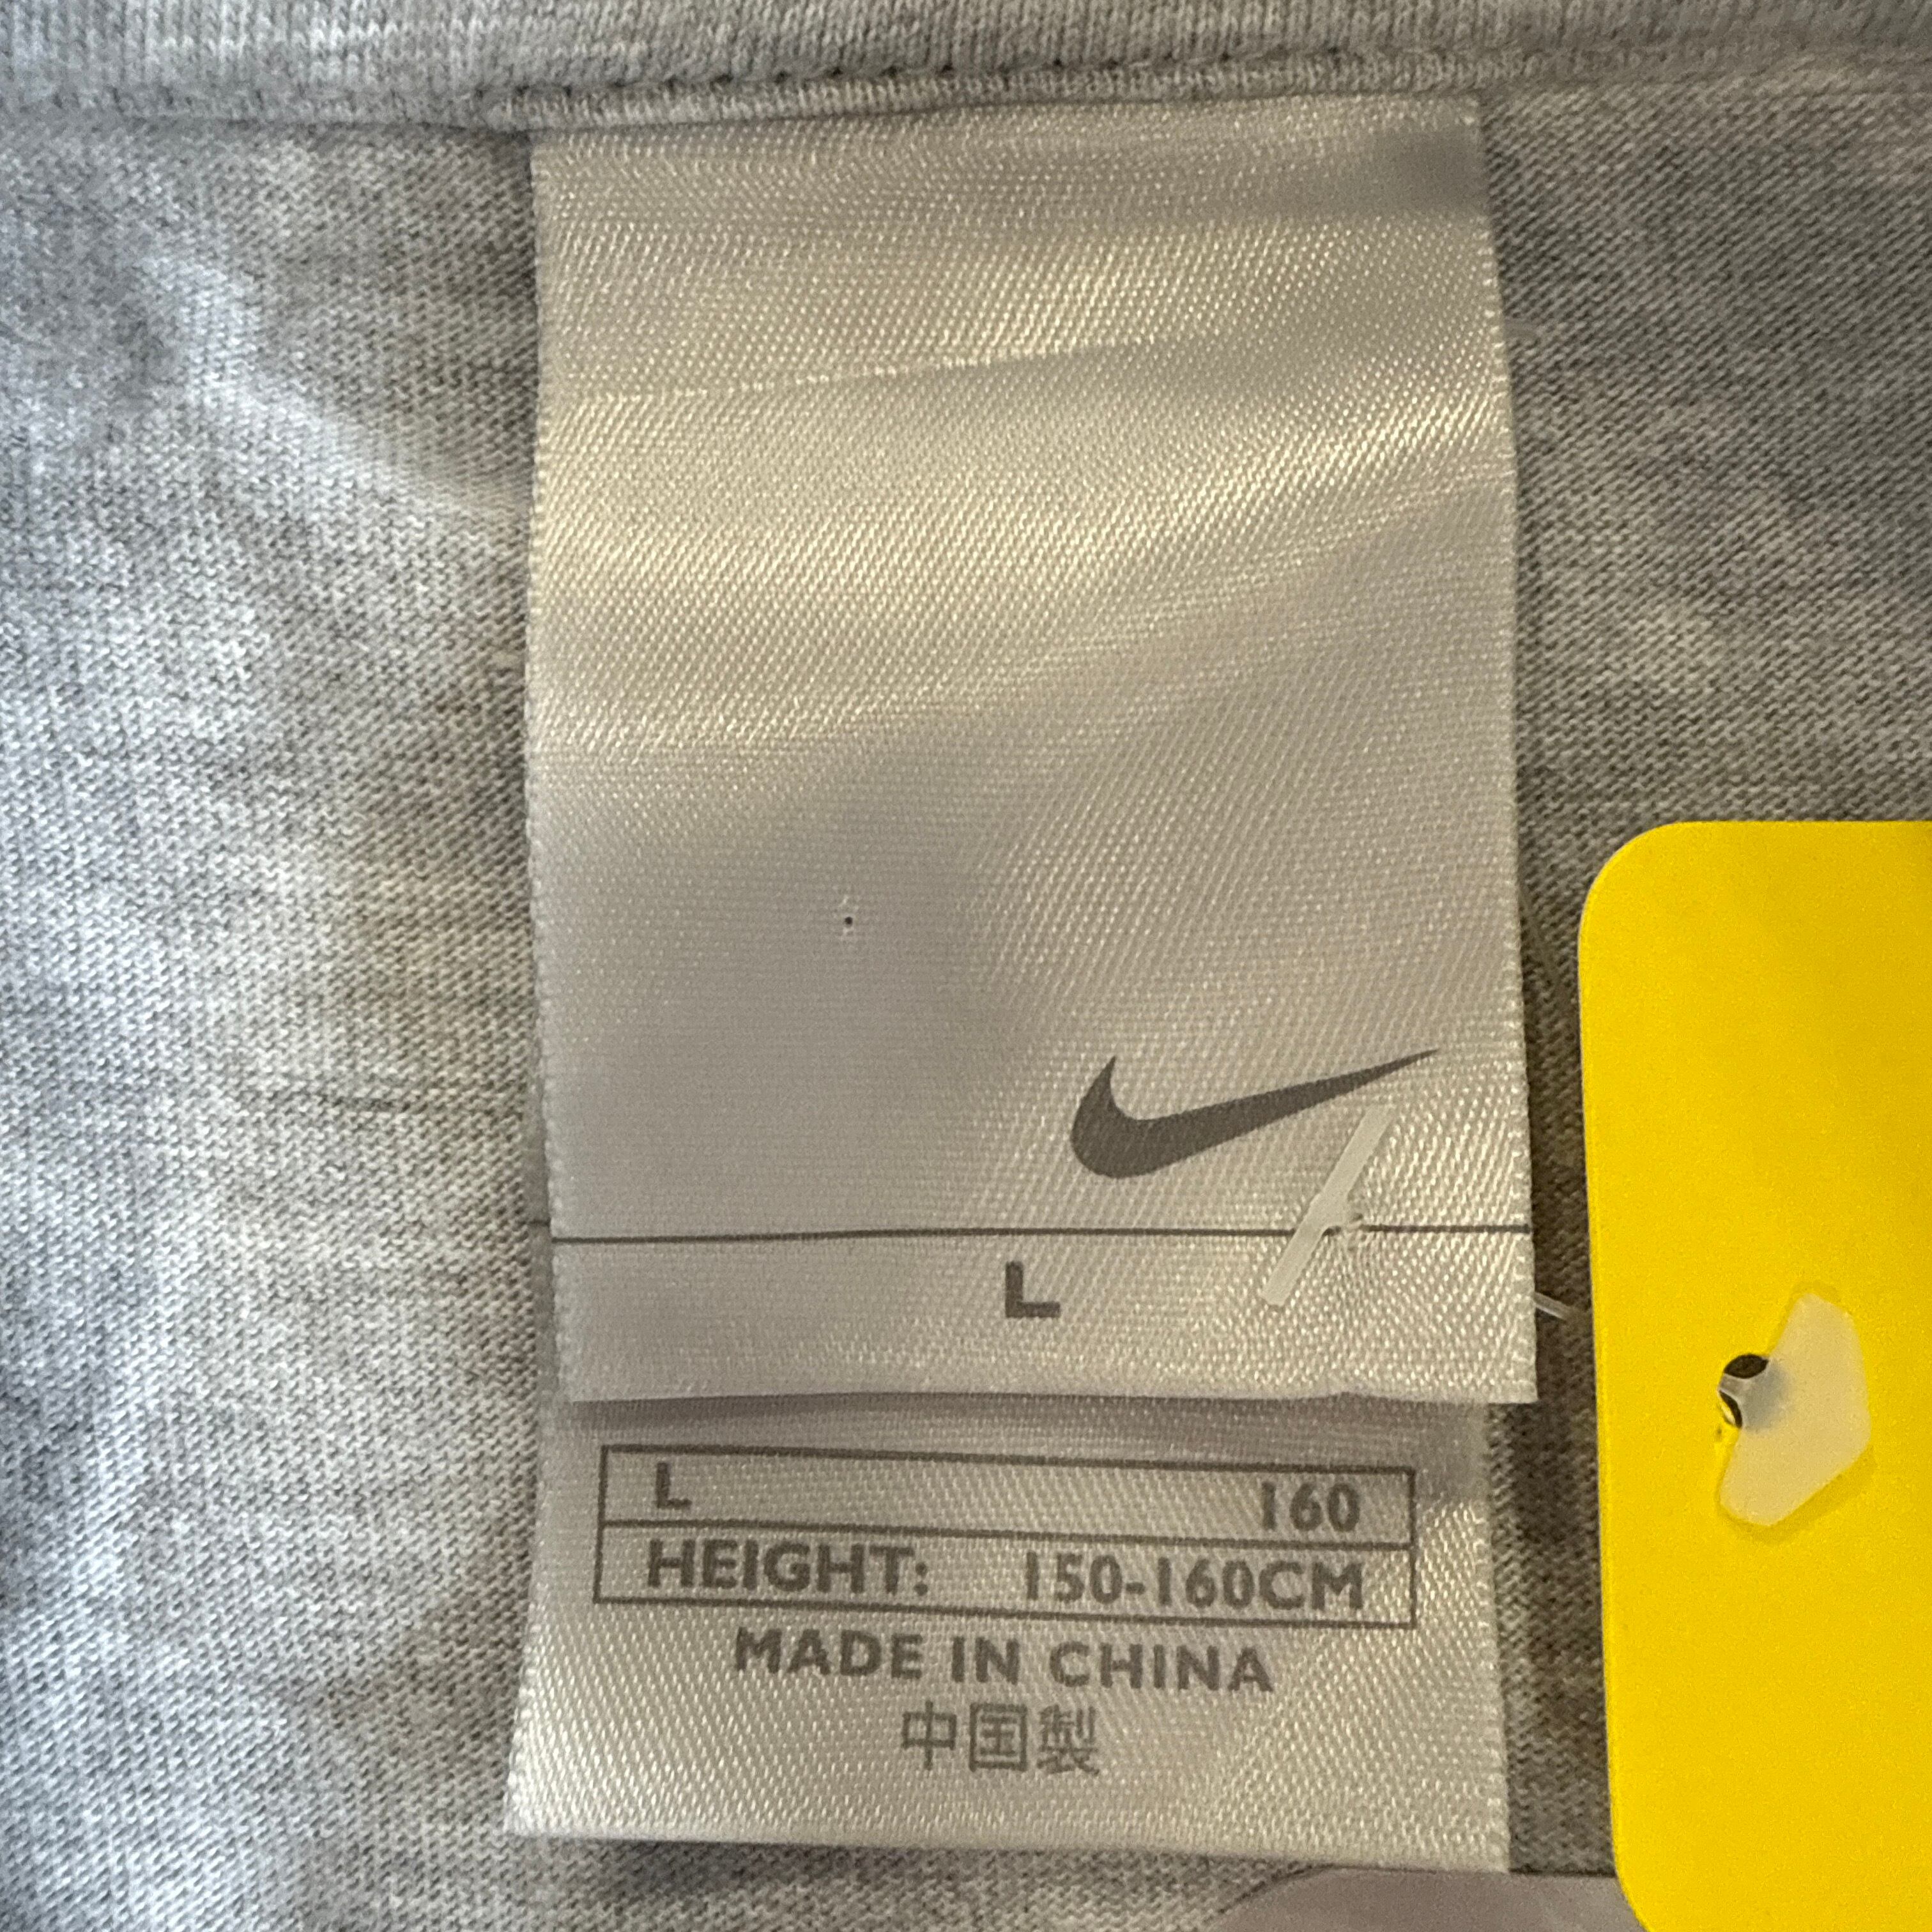 L
L 160
HEIGHT: 150-160CM
MADE IN CHINA
中国製